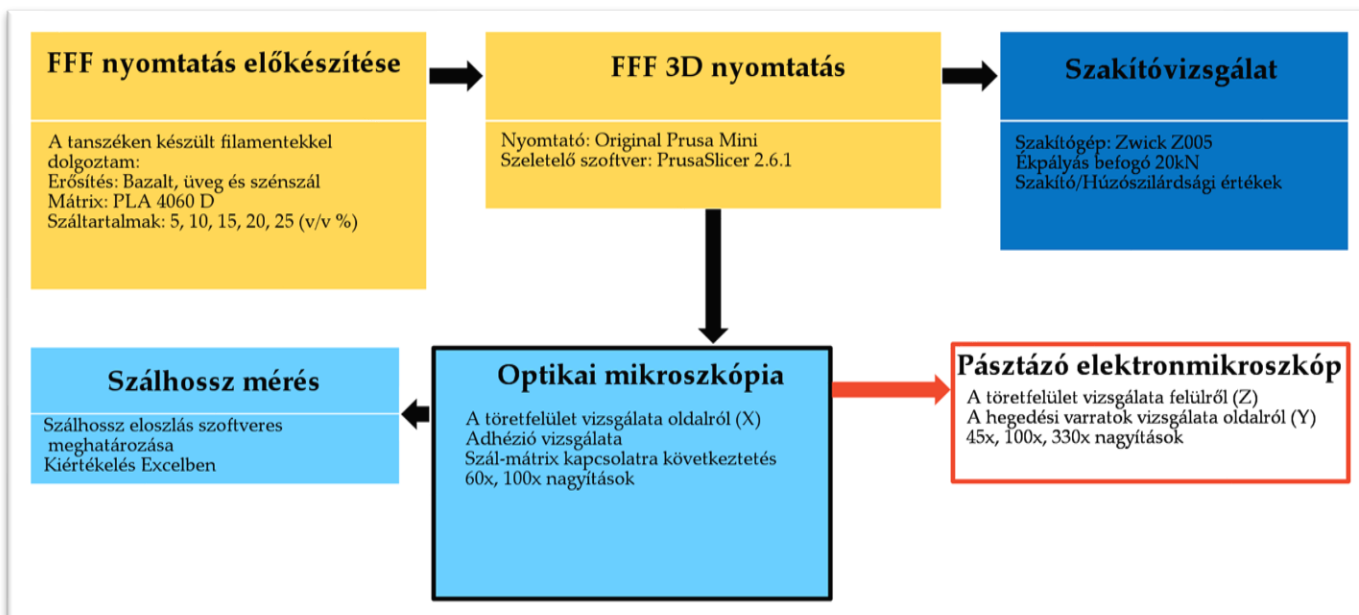 FFF nyomtatás előkészítése
A tanszéken készült filamentekkel
dolgoztam:
Erősítés: Bazalt, üveg és szénszál
Mátrix: PLA 4060 D
Száltartalmak: 5, 10, 15, 20, 25 (v/v %)
FFF 3D nyomtatás
Nyomtató: Original Prusa Mini
Szeletelő szoftver: PrusaSlicer 2.6.1
Szakítóvizsgálat
Szakítógép: Zwick Z005
Ékpályás befogó 20kN
Szakító/Húzószilárdsági értékek
Szálhossz mérés
Szálhossz eloszlás szoftveres
meghatározása
Kiértékelés Excelben
Optikai mikroszkópia
A töretfelület vizsgálata oldalról (X)
Adhézió vizsgálata
Szál-mátrix kapcsolatra következtetés
60x, 100x nagyítások
Pásztázó elektronmikroszkóp
A töretfelület vizsgálata felülről (Z)
A hegedési varratok vizsgálata oldalról (Y)
45x, 100x, 330x nagyítások